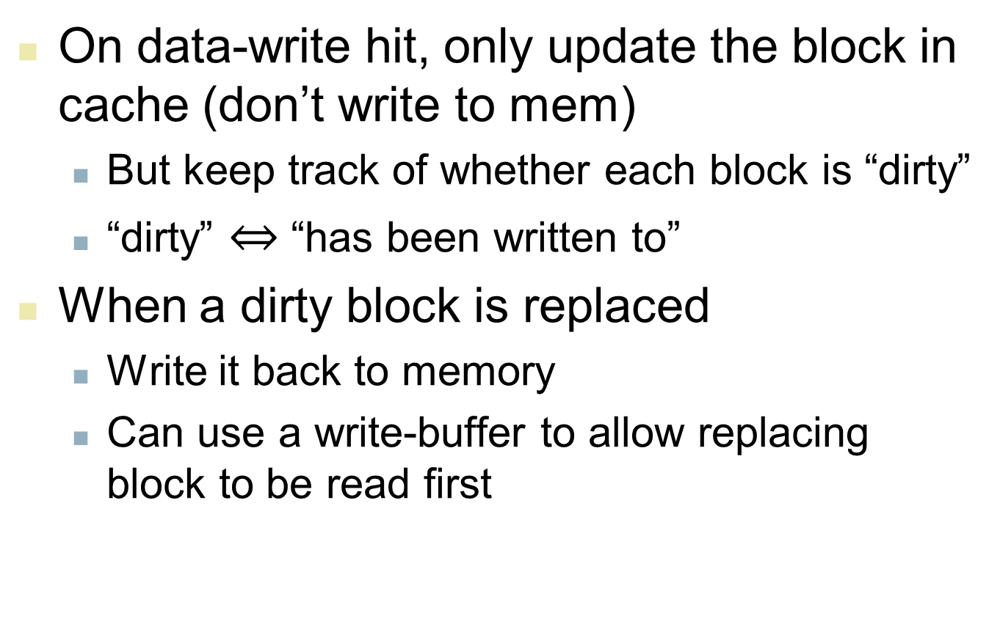 On data-write hit, only update the block in
cache (don’t write to mem)
But keep track of whether each block is “dirty”
“dirty” ⇔ “has been written to”
When a dirty block is replaced
Write it back to memory
Can use a write-buffer to allow replacing
block to be read first